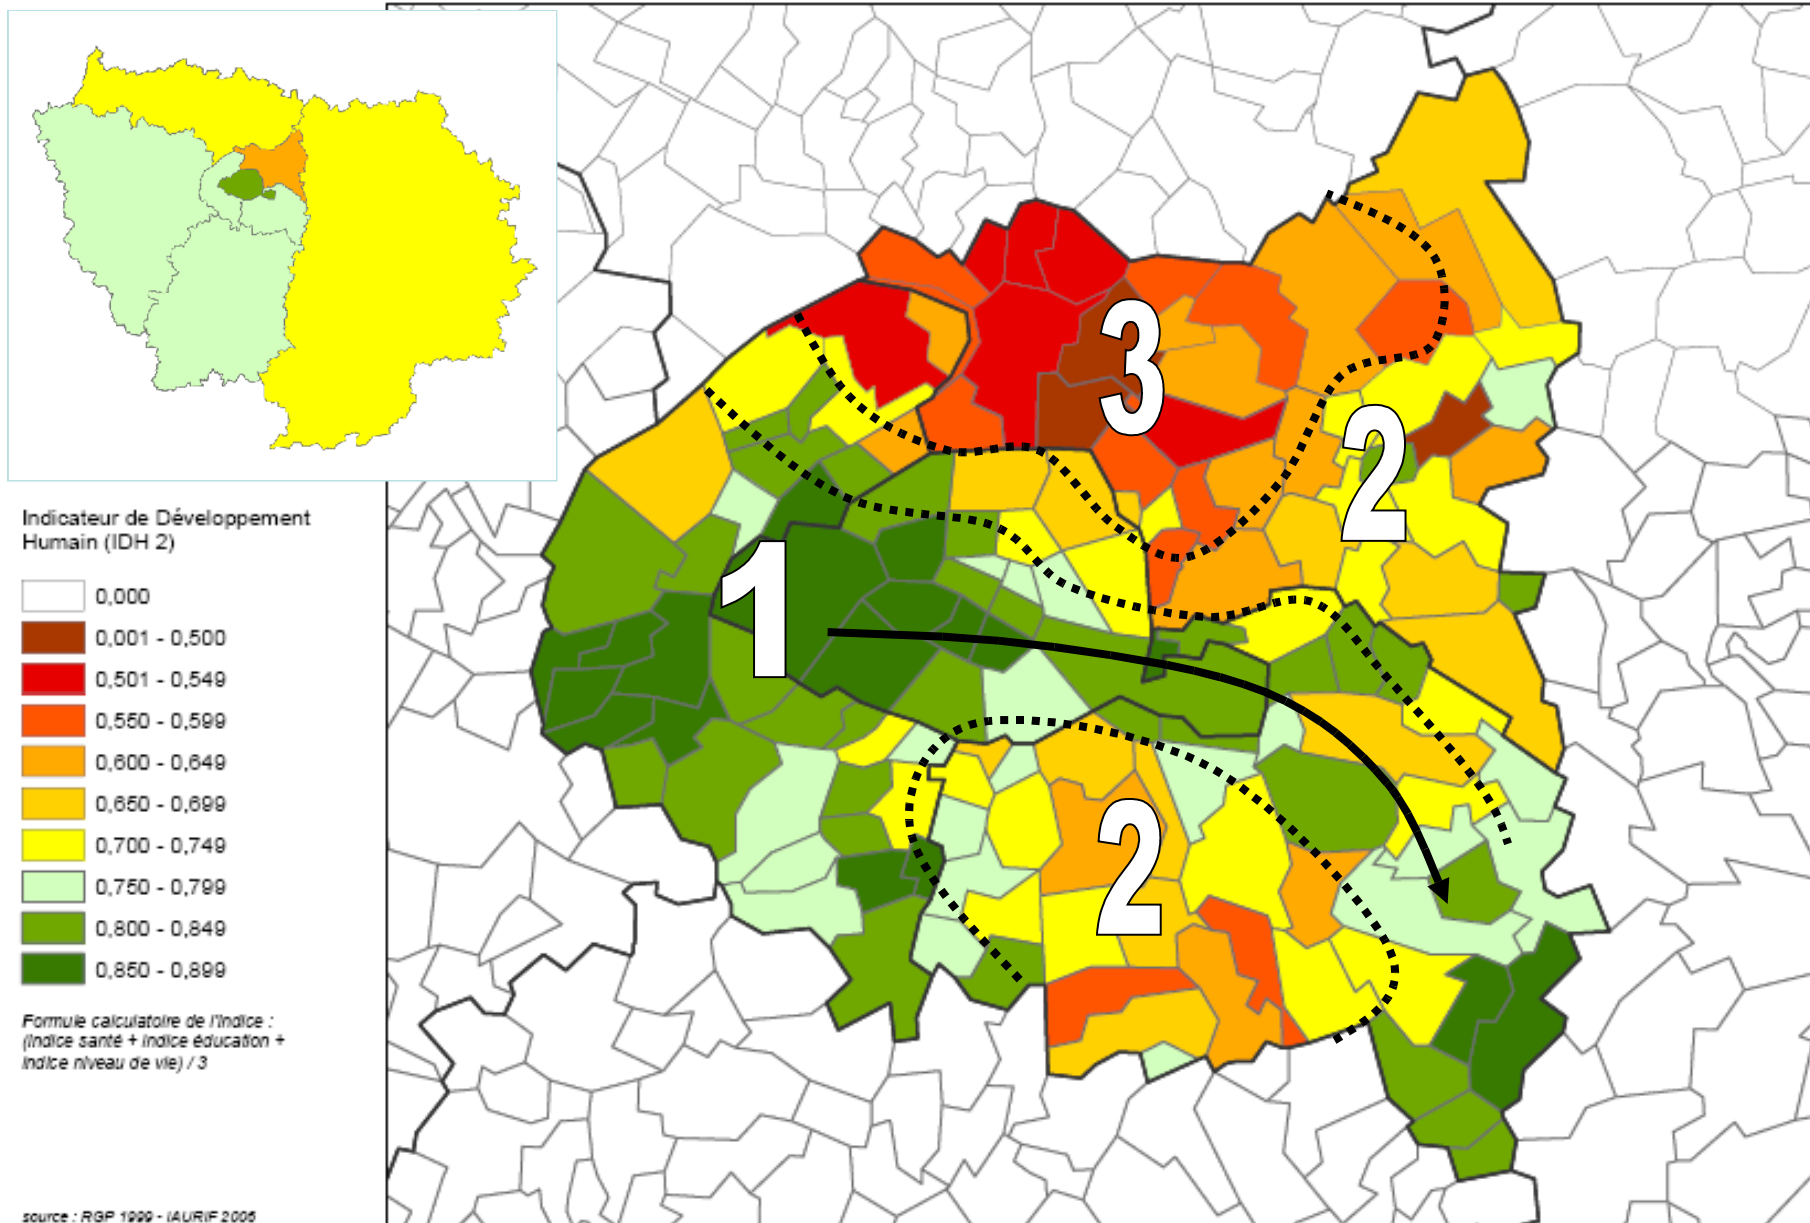 Indicateur de Développement
Humain (IDH 2)
0,000
0,001 - 0,500
0,501 - 0,549
0,550 - 0,599
0,600 - 0,649
0,650 - 0,699
0,700 - 0,749
0,750 - 0,799
0,800 - 0,849
0,850 - 0,899
Formule calculatoire de l'indice :
(indice santé + indice éducation +
indice niveau de vie) / 3
source : RGP 1999 - IAURIF 2006
3
2
1
2